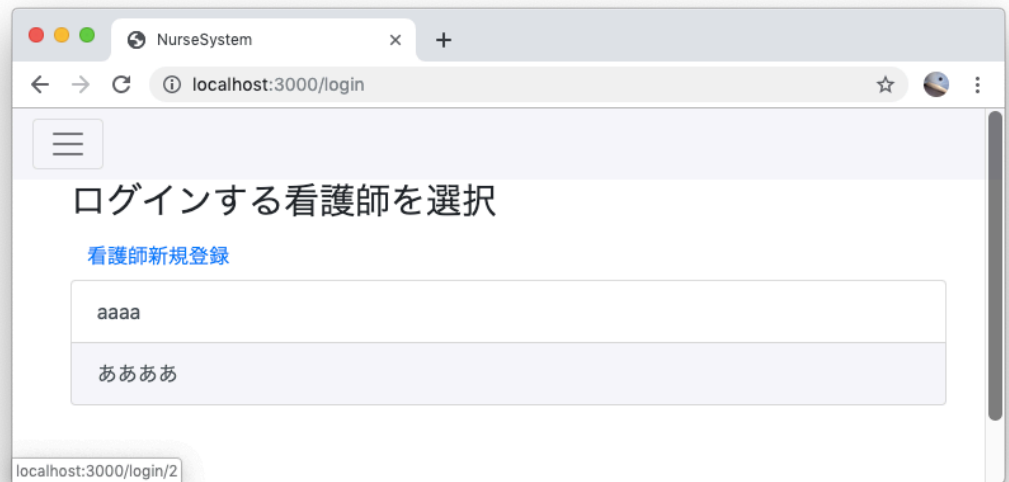 NurseSystem
localhost:3000/login
ログインする看護師を選択
看護師新規登録
aaaa
ああああ
localhost:3000/login/2